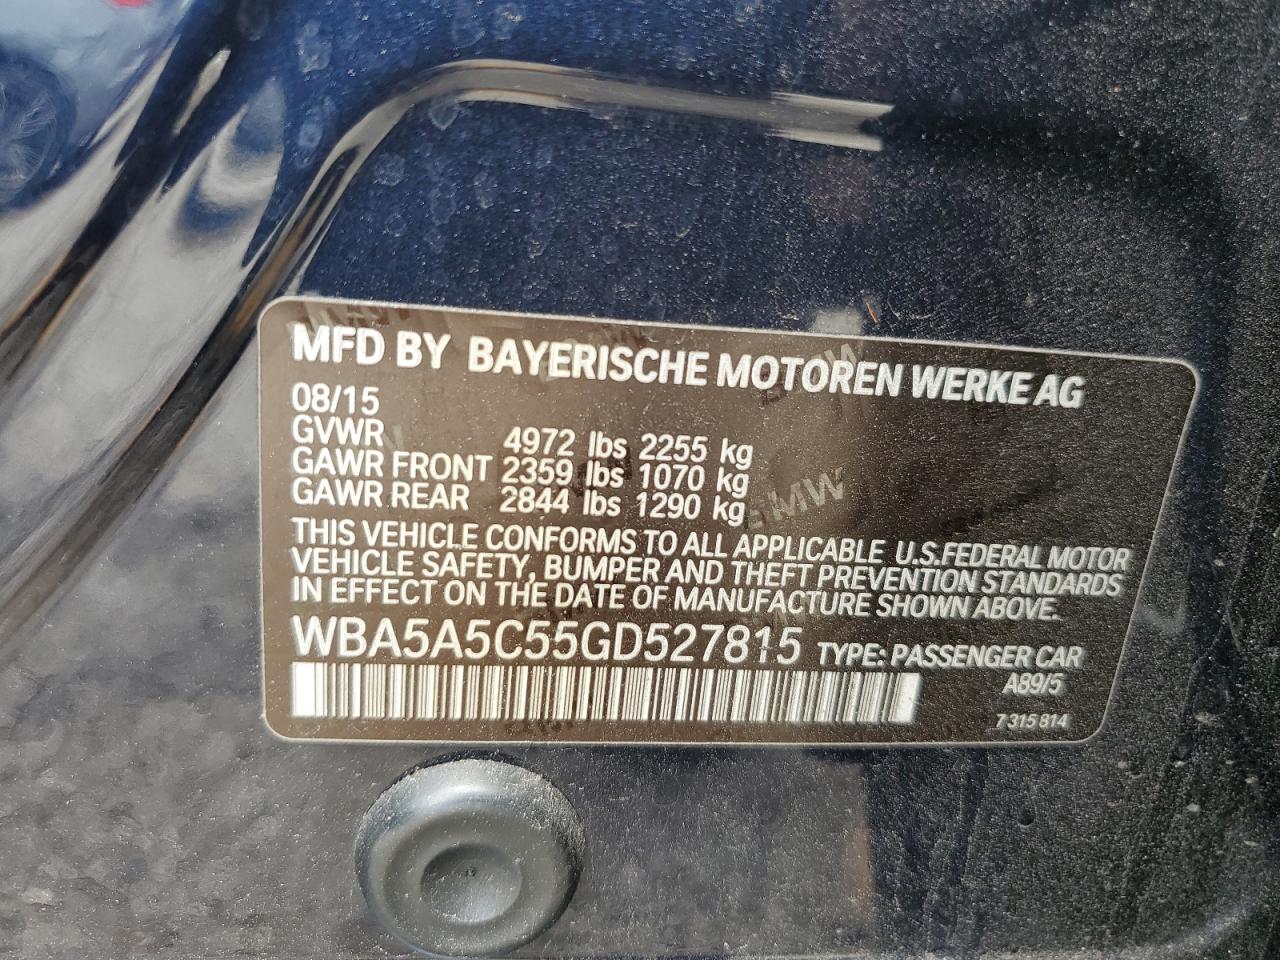 MFD BY BAYERISCHE MOTOREN WERKE AG
08/15
GVWR 4972 lbs 2255 kg
GAWR FRONT 2359 lbs 1070 kg
GAWR REAR 2844 lbs 1290 kg
THIS VEHICLE CONFORMS TO ALL APPLICABLE U.S.FEDERAL MOTOR
VEHICLE SAFETY, BUMPER AND THEFT PREVENTION STANDARDS
IN EFFECT ON THE DATE OF MANUFACTURE SHOWN ABOVE.
WBA5A5C55GD527815 TYPE: PASSENGER CAR
A89/5
7 315 814